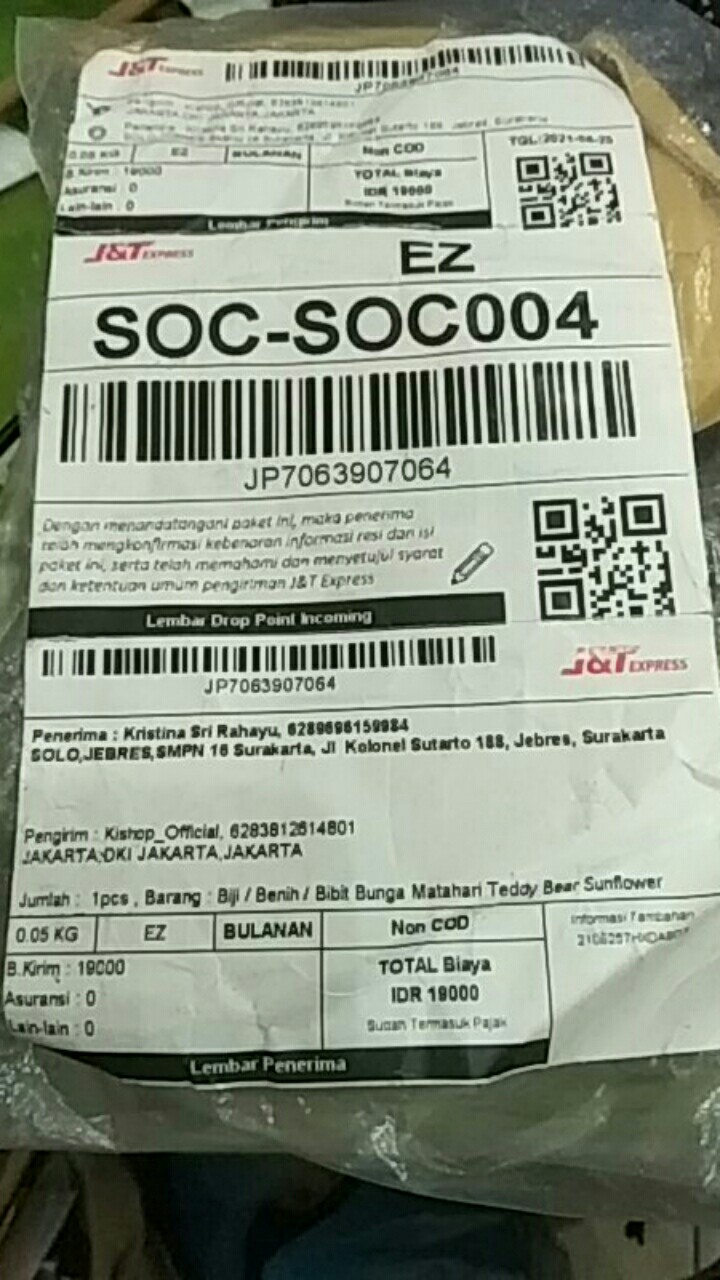 J&T EXPRESS
JAKARTA
0.05 KG EZ BULANAN Non COD TGL:2021-06-25
B.Kirim : 19000 TOTAL Biaya
Asuransi : 0 IDR 19000
Lain-lain : 0 Sudah Termasuk Pajak
Lembar Pengirim
J&T EXPRESS EZ
SOC-SOC004
JP7063907064
Dengan menandatangani paket ini, maka penerima
telah mengkonfirmasi kebenaran informasi resi dan isi
paket ini, serta telah memahami dan menyetujui syarat
dan ketentuan umum pengiriman J&T Express
Lembar Drop Point Incoming
J&T EXPRESS
JP7063907064
Penerima : Kristina Sri Rahayu, 6289696159984
SOLO,JEBRES,SMPN 16 Surakarta, Jl Kolonel Sutarto 188, Jebres, Surakarta
Pengirim : Kishop_Official, 6283812614801
JAKARTA,DKI JAKARTA,JAKARTA
Jumlah : 1pcs , Barang : Biji / Benih / Bibit Bunga Matahari Teddy Bear Sunflower
0.05 KG EZ BULANAN Non COD Informasi Tambahan
B.Kirim : 19000 TOTAL Biaya
Asuransi : 0 IDR 19000
Lain-lain : 0 Sudah Termasuk Pajak
Lembar Penerima